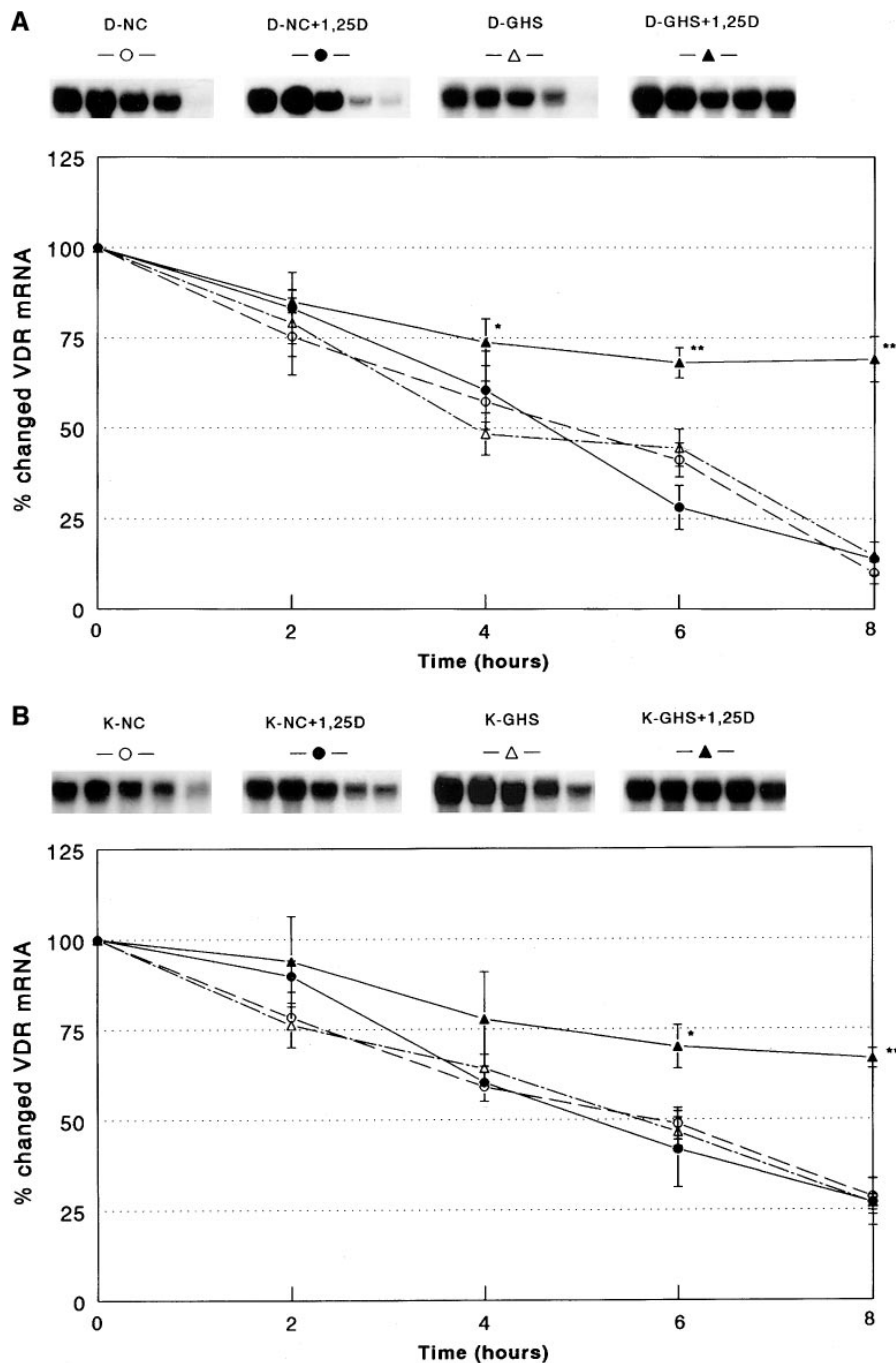 A
D-NC D-NC+1,25D D-GHS D-GHS+1,25D
125
100
75
50
25
0
% changed VDR mRNA
*
**
**
0 2 4 6 8
Time (hours)
B
K-NC K-NC+1,25D K-GHS K-GHS+1,25D
125
100
75
50
25
0
% changed VDR mRNA
*
**
0 2 4 6 8
Time (hours)